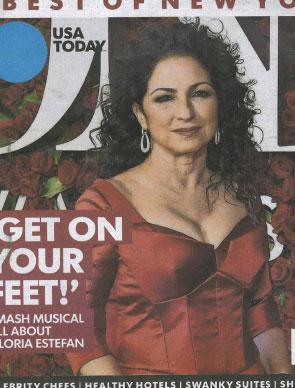 BEST OF NEW YO
USA
TODAY
'GET ON
YOUR
FEET!'
MASH MUSICAL
LL ABOUT
LORIA ESTEFAN
EBRITY CHEFS | HEALTHY HOTELS | SWANKY SUITES | SH